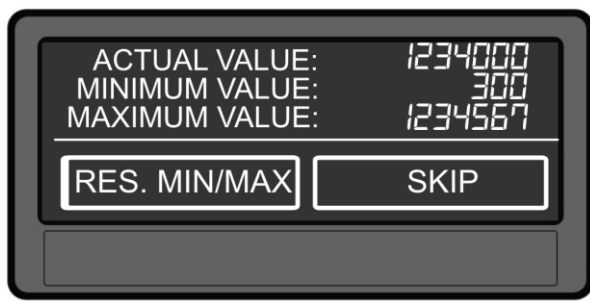 ACTUAL VALUE: 1234000
MINIMUM VALUE: 300
MAXIMUM VALUE: 1234567
RES. MIN/MAX SKIP